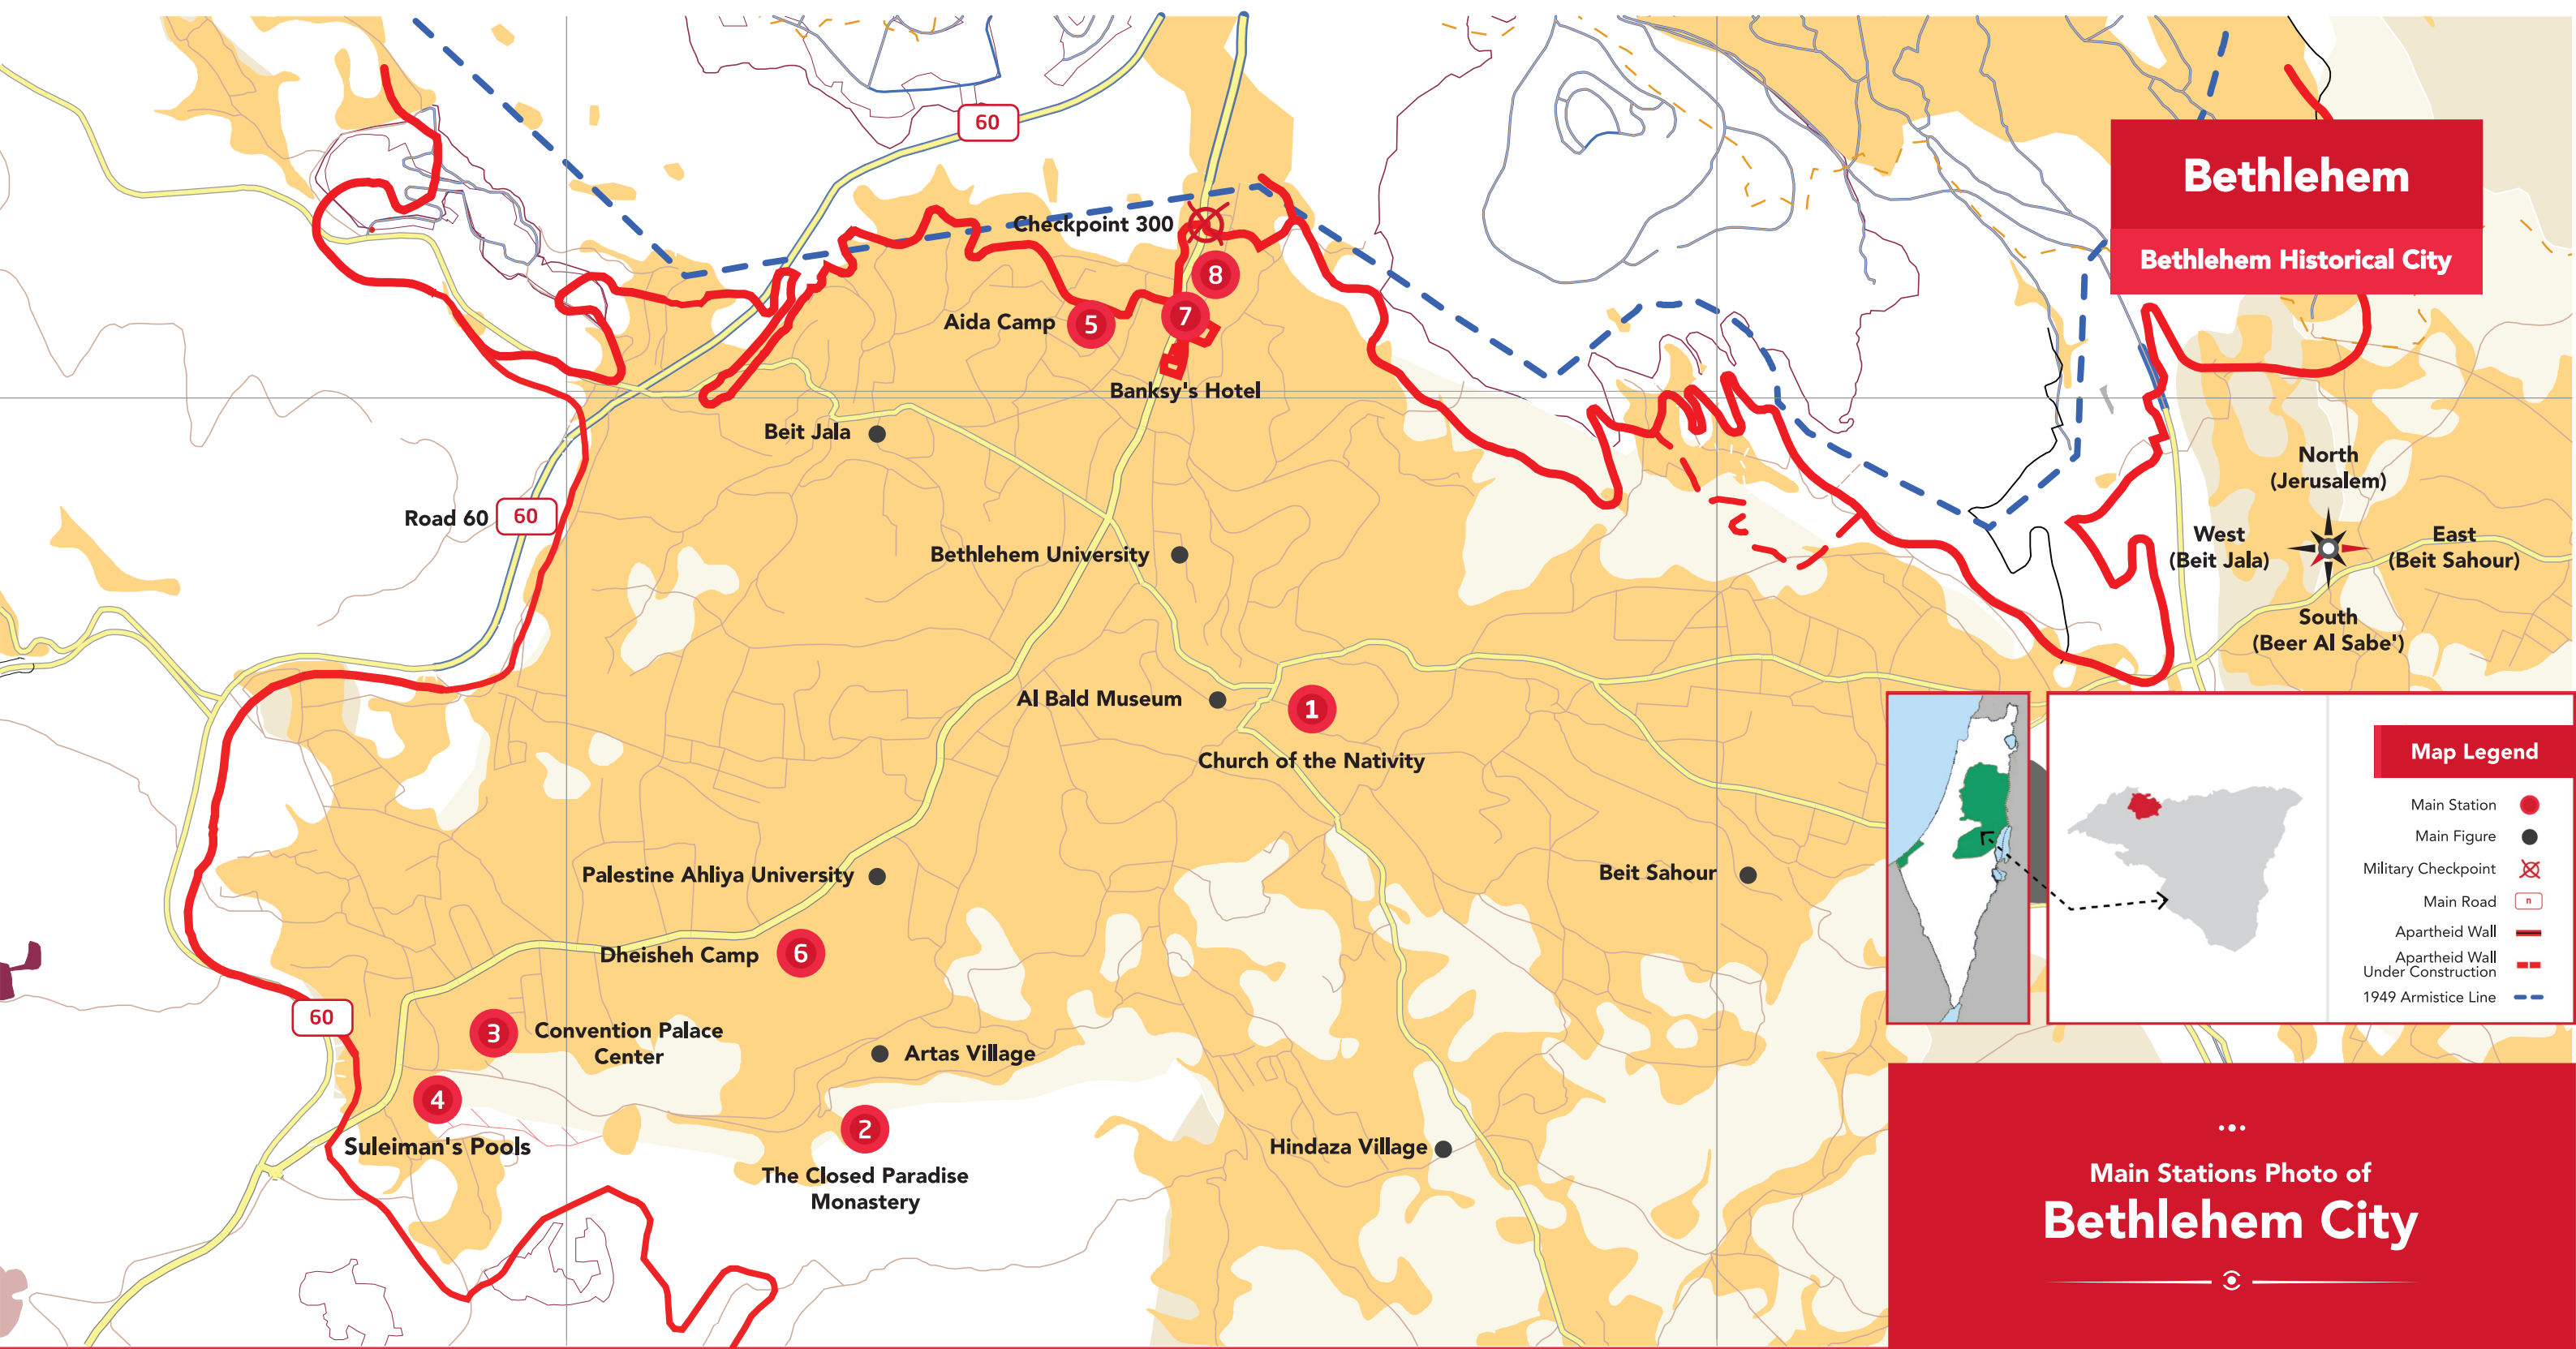 60
Bethlehem
Bethlehem Historical City
Checkpoint 300
8
7
Aida Camp
5
Banksy's Hotel
Beit Jala
North
(Jerusalem)
Road 60
60
West
(Beit Jala)
East
(Beit Sahour)
Bethlehem University
South
(Beer Al Sabe')
Al Bald Museum
1
Church of the Nativity
Map Legend
Main Station
Main Figure
Military Checkpoint
Main Road
n
Apartheid Wall
Apartheid Wall
Under Construction
1949 Armistice Line
Palestine Ahliya University
Beit Sahour
Dheisheh Camp
6
60
3
Convention Palace
Center
Artas Village
4
Suleiman's Pools
2
The Closed Paradise
Monastery
Hindaza Village
Main Stations Photo of
Bethlehem City